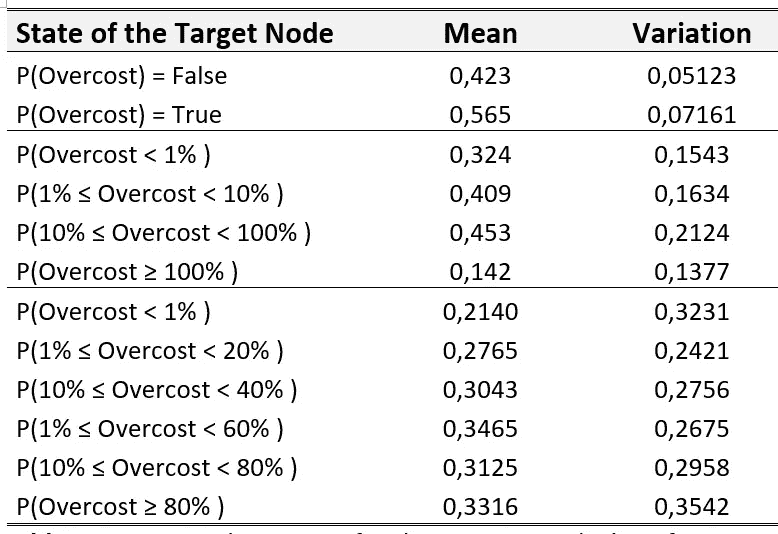 State of the Target Node Mean Variation
P(Overcost) = False 0,423 0,05123
P(Overcost) = True 0,565 0,07161
P(Overcost < 1% ) 0,324 0,1543
P(1% ≤ Overcost < 10% ) 0,409 0,1634
P(10% ≤ Overcost < 100% ) 0,453 0,2124
P(Overcost ≥ 100% ) 0,142 0,1377
P(Overcost < 1% ) 0,2140 0,3231
P(1% ≤ Overcost < 20% ) 0,2765 0,2421
P(10% ≤ Overcost < 40% ) 0,3043 0,2756
P(1% ≤ Overcost < 60% ) 0,3465 0,2675
P(10% ≤ Overcost < 80% ) 0,3125 0,2958
P(Overcost ≥ 80% ) 0,3316 0,3542